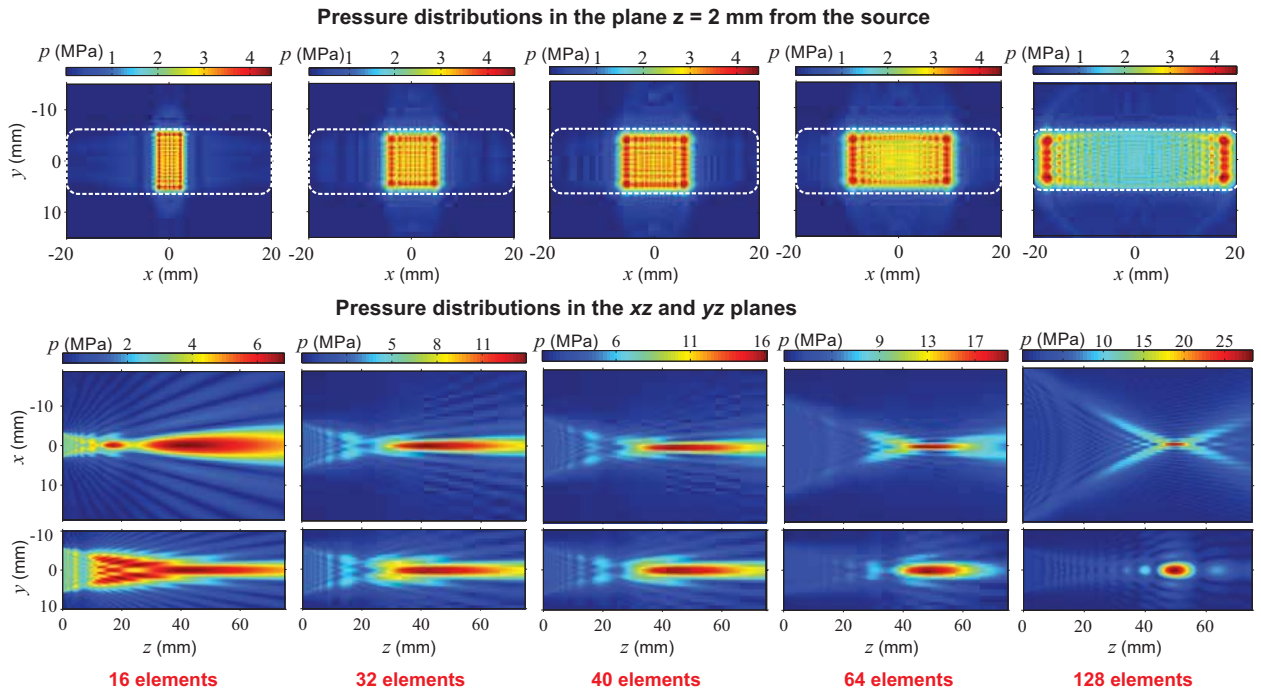 Pressure distributions in the plane z = 2 mm from the source
p (MPa) 1 2 3 4 p (MPa) 1 2 3 4 p (MPa) 1 2 3 4 p (MPa) 1 2 3 4 p (MPa) 1 2 3 4
-10
0
10
y (mm)
-20 0 20 -20 0 20 -20 0 20 -20 0 20 -20 0 20
x (mm) x (mm) x (mm) x (mm) x (mm)
Pressure distributions in the xz and yz planes
p (MPa) 2 4 6 p (MPa) 5 8 11 p (MPa) 6 11 16 p (MPa) 9 13 17 p (MPa) 10 15 20 25
-10
0
10
x (mm)
-10
0
10
y (mm)
0 20 40 60 0 20 40 60 0 20 40 60 0 20 40 60 0 20 40 60
z (mm) z (mm) z (mm) z (mm) z (mm)
16 elements 32 elements 40 elements 64 elements 128 elements